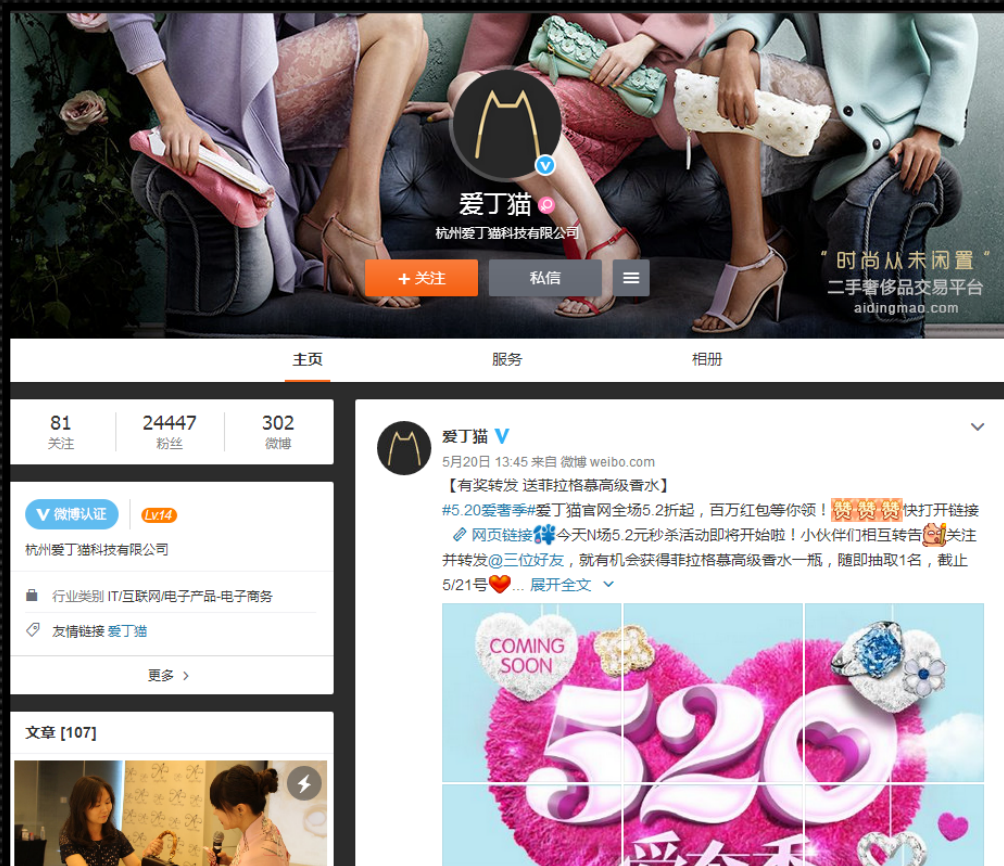 爱丁猫
杭州爱丁猫科技有限公司
+ 关注
私信
"时尚从未闲置"
二手奢侈品交易平台
aidingmao.com
主页
服务
相册
81
24447
302
关注
粉丝
微博
V 微博认证
Lv.14
杭州爱丁猫科技有限公司
行业类别 IT/互联网/电子产品-电子商务
友情链接 爱丁猫
更多 >
文章 [107]
爱丁猫 V
5月20日 13:45 来自 微博 weibo.com
【有奖转发 送菲拉格慕高级香水】
#5.20爱奢季#爱丁猫官网全场5.2折起，百万红包等你领！赞赞赞快打开链接
网页链接今天N场5.2元秒杀活动即将开始啦！小伙伴们相互转告关注
并转发@三位好友，就有机会获得菲拉格慕高级香水一瓶，随即抽取1名，截止
5/21号... 展开全文
COMING
SOON
520
爱奢季